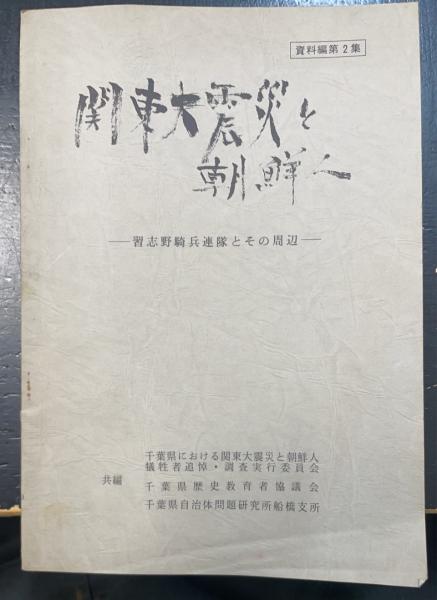 資料編第2集
関東大震災と
朝鮮人
―習志野騎兵連隊とその周辺―
千葉県における関東大震災と朝鮮人
犠牲者追悼・調査実行委員会
共編
千葉県歴史教育者協議会
千葉県自治体問題研究所船橋支所